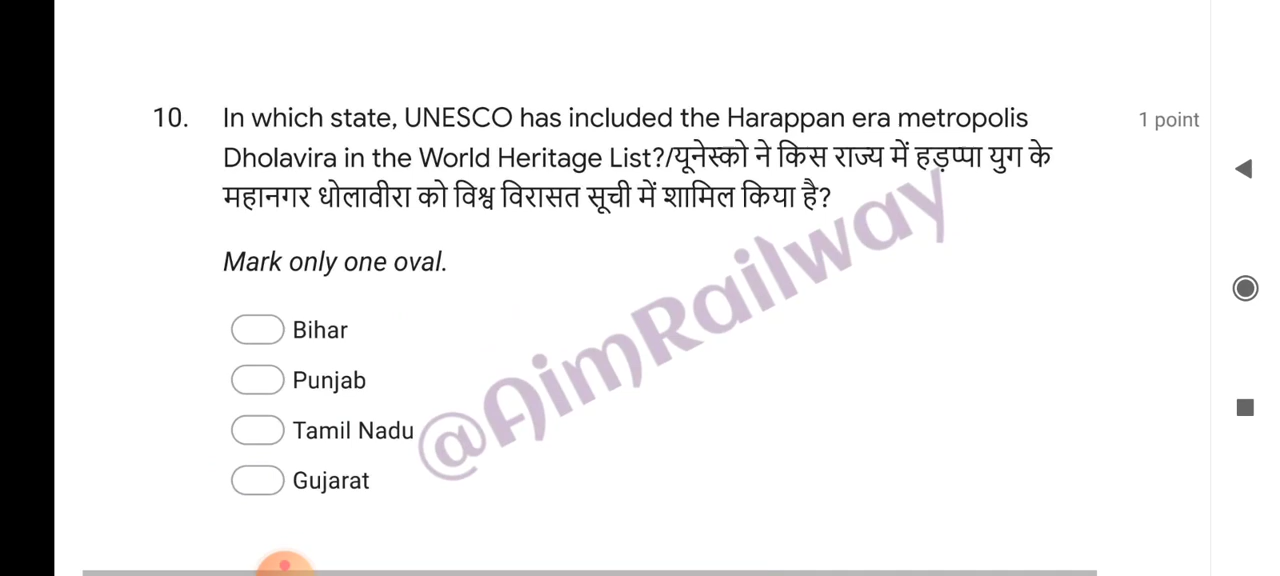 10. In which state, UNESCO has included the Harappan era metropolis 1 point
Dholavira in the World Heritage List?/यूनेस्को ने किस राज्य में हड़प्पा युग के
महानगर धोलावीरा को विश्व विरासत सूची में शामिल किया है?
Mark only one oval.
Bihar
Punjab
Tamil Nadu
Gujarat
@AimRailway